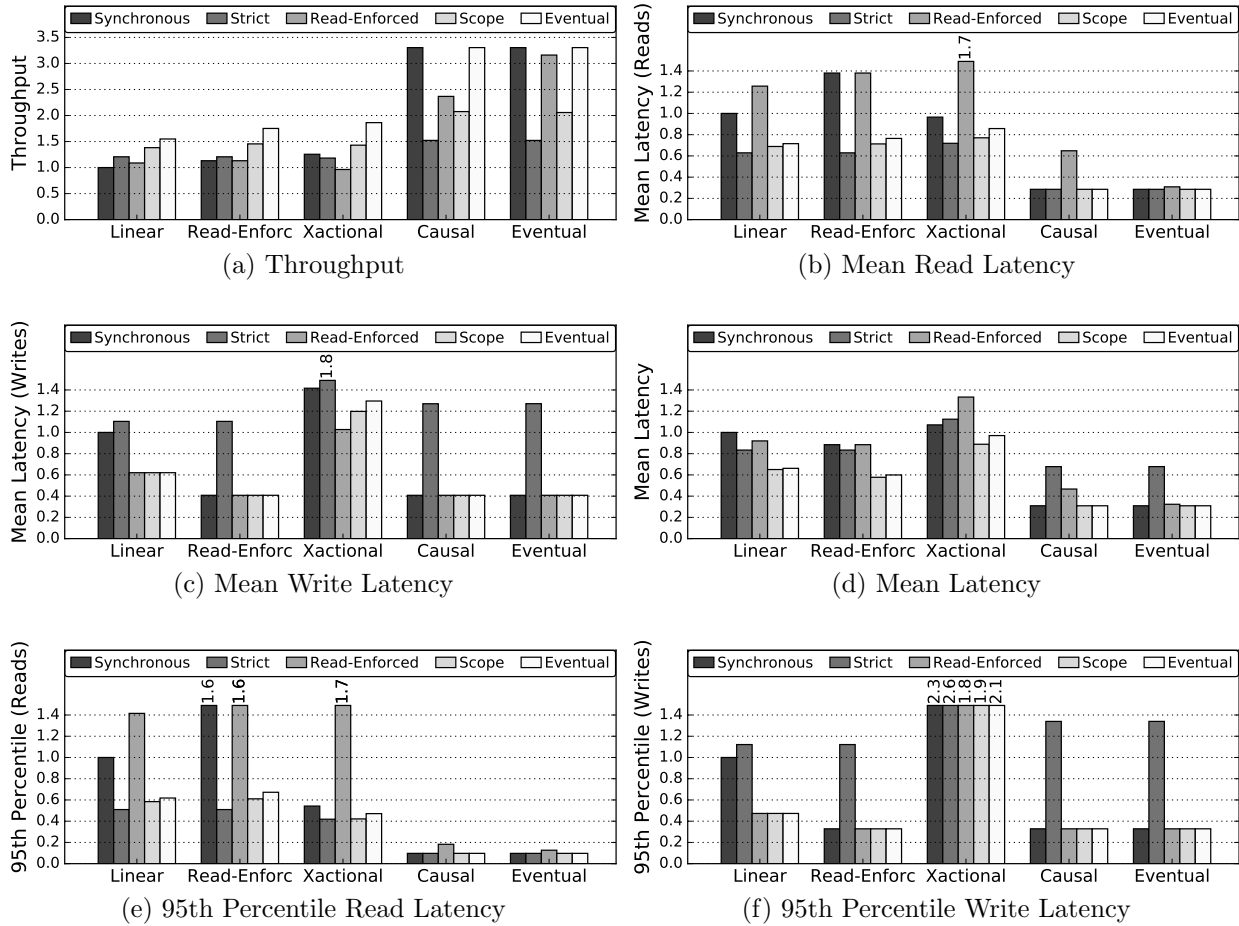 Synchronous Strict Read-Enforced Scope Eventual
Throughput
3.5
3.0
2.5
2.0
1.5
1.0
0.5
0.0
Linear Read-Enforc Xactional Causal Eventual
(a) Throughput
Synchronous Strict Read-Enforced Scope Eventual
Mean Latency (Reads)
1.7
1.4
1.2
1.0
0.8
0.6
0.4
0.2
0.0
Linear Read-Enforc Xactional Causal Eventual
(b) Mean Read Latency
Synchronous Strict Read-Enforced Scope Eventual
Mean Latency (Writes)
1.8
1.4
1.2
1.0
0.8
0.6
0.4
0.2
0.0
Linear Read-Enforc Xactional Causal Eventual
(c) Mean Write Latency
Synchronous Strict Read-Enforced Scope Eventual
Mean Latency
1.4
1.2
1.0
0.8
0.6
0.4
0.2
0.0
Linear Read-Enforc Xactional Causal Eventual
(d) Mean Latency
Synchronous Strict Read-Enforced Scope Eventual
95th Percentile (Reads)
1.6 1.6 1.7
1.4
1.2
1.0
0.8
0.6
0.4
0.2
0.0
Linear Read-Enforc Xactional Causal Eventual
(e) 95th Percentile Read Latency
Synchronous Strict Read-Enforced Scope Eventual
95th Percentile (Writes)
2.3 2.6 1.8 1.9 2.1
1.4
1.2
1.0
0.8
0.6
0.4
0.2
0.0
Linear Read-Enforc Xactional Causal Eventual
(f) 95th Percentile Write Latency